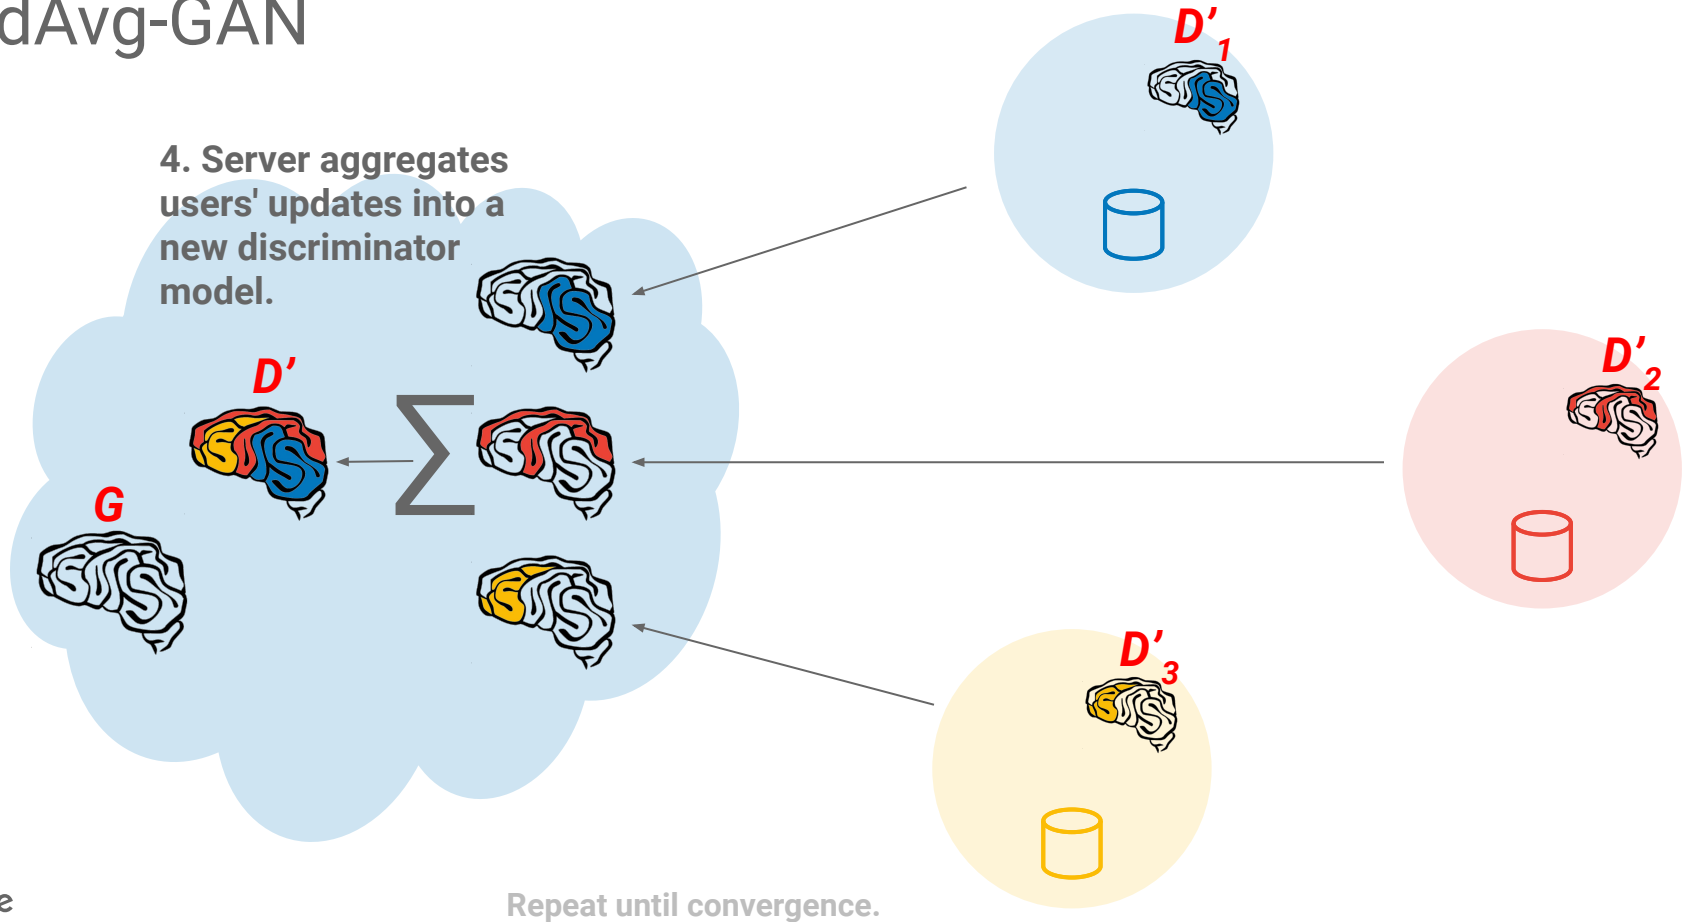 dAvg-GAN
D’1
4. Server aggregates
users' updates into a
new discriminator
model.
D’
D’2
∑
G
D’3
e
Repeat until convergence.